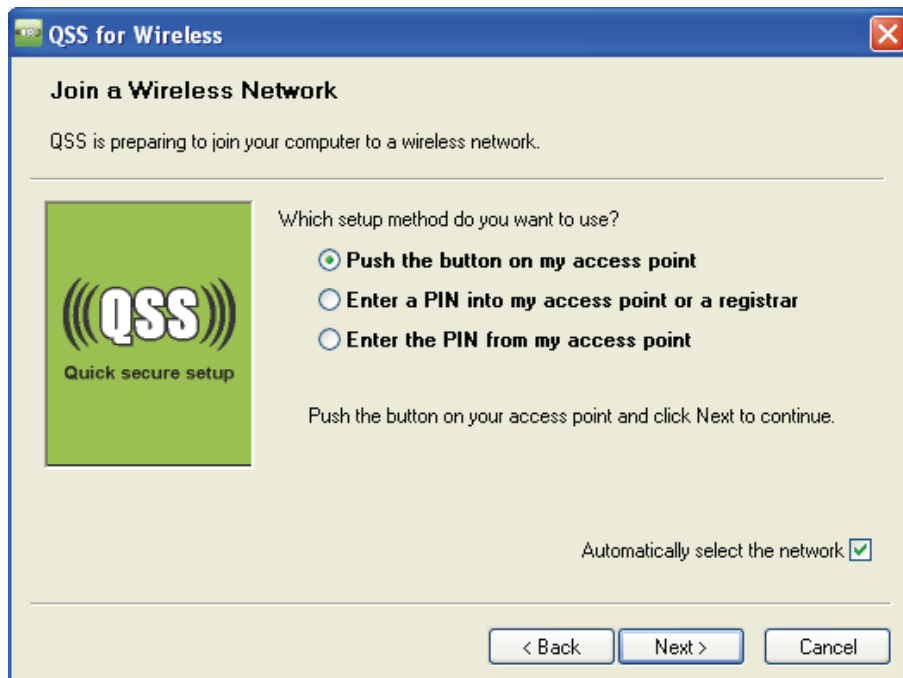 QSS for Wireless
Join a Wireless Network
QSS is preparing to join your computer to a wireless network.
Which setup method do you want to use?
Push the button on my access point
Enter a PIN into my access point or a registrar
Enter the PIN from my access point
(((QSS)))
Quick secure setup
Push the button on your access point and click Next to continue.
Automatically select the network
< Back
Next >
Cancel